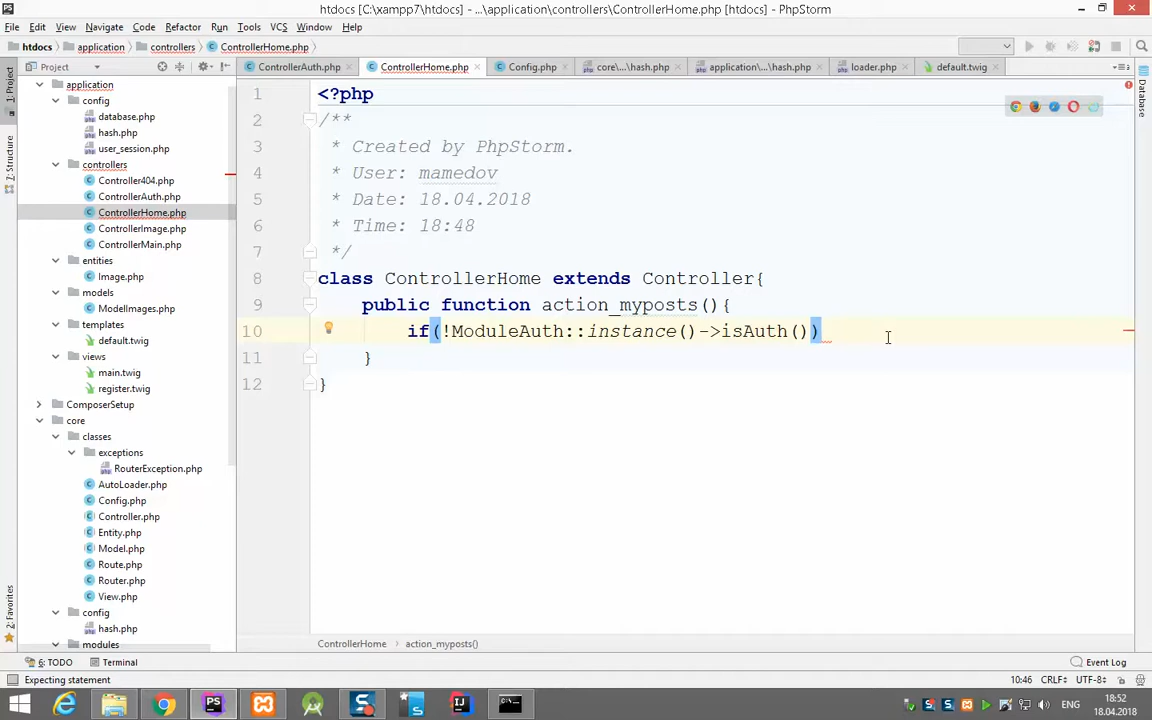 htdocs [C:\xampp7\htdocs] - ...\application\controllers\ControllerHome.php [htdocs] - PhpStorm
File Edit View Navigate Code Refactor Run Tools VCS Window Help
htdocs application controllers ControllerHome.php
Project
ControllerAuth.php ControllerHome.php Config.php core\...\hash.php application\...\hash.php loader.php default.twig
1: Project
7: Structure
2: Favorites
Database
application
config
database.php
hash.php
user_session.php
controllers
Controller404.php
ControllerAuth.php
ControllerHome.php
ControllerImage.php
ControllerMain.php
entities
Image.php
models
ModelImages.php
templates
default.twig
views
main.twig
register.twig
ComposerSetup
core
classes
exceptions
RouterException.php
AutoLoader.php
Config.php
Controller.php
Entity.php
Model.php
Route.php
Router.php
View.php
config
hash.php
modules
1 <?php
2 /**
3 * Created by PhpStorm.
4 * User: mamedov
5 * Date: 18.04.2018
6 * Time: 18:48
7 */
8 class ControllerHome extends Controller{
9 public function action_myposts(){
10 if(!ModuleAuth::instance()->isAuth())
11 }
12 }
ControllerHome action_myposts()
6: TODO Terminal Event Log
Expecting statement 10:46 CRLF UTF-8
ENG 18:52
18.04.2018